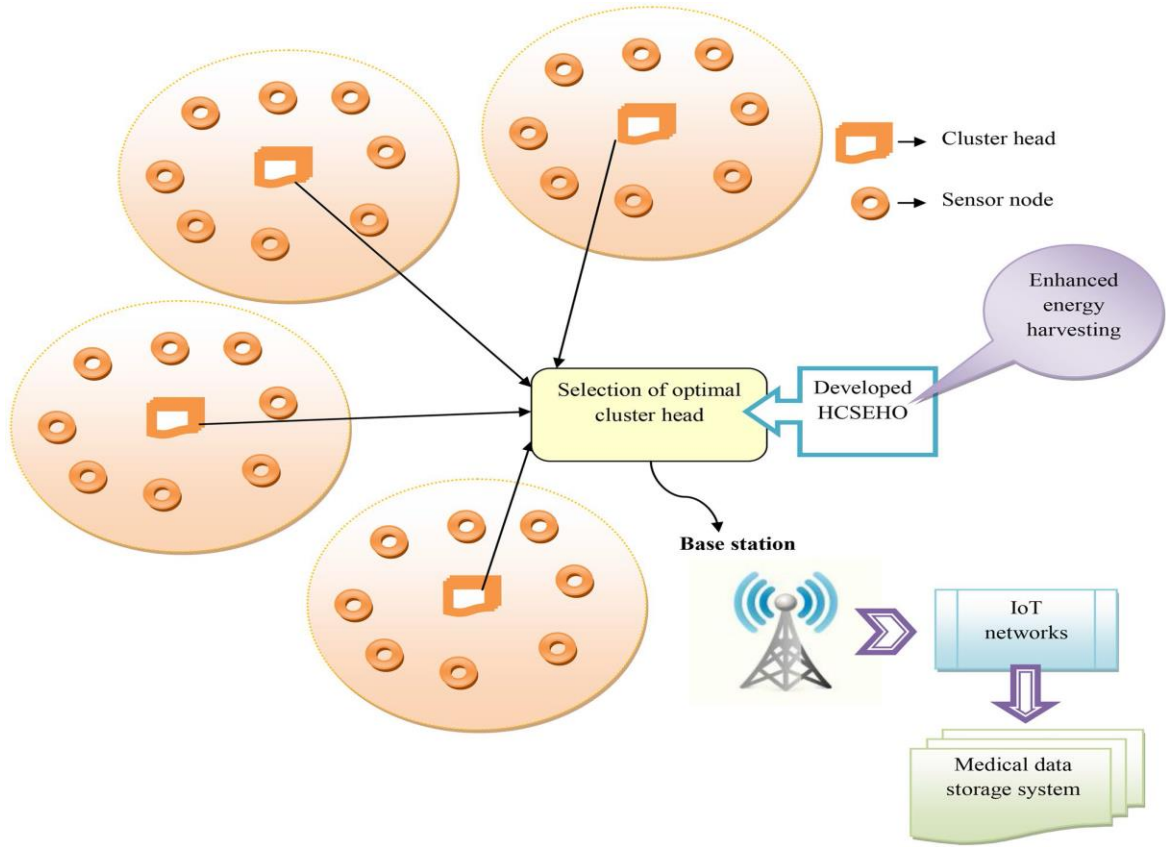 Cluster head
Sensor node
Enhanced
energy
harvesting
Selection of optimal
cluster head
Developed
HCSEHO
Base station
IoT
networks
Medical data
storage system